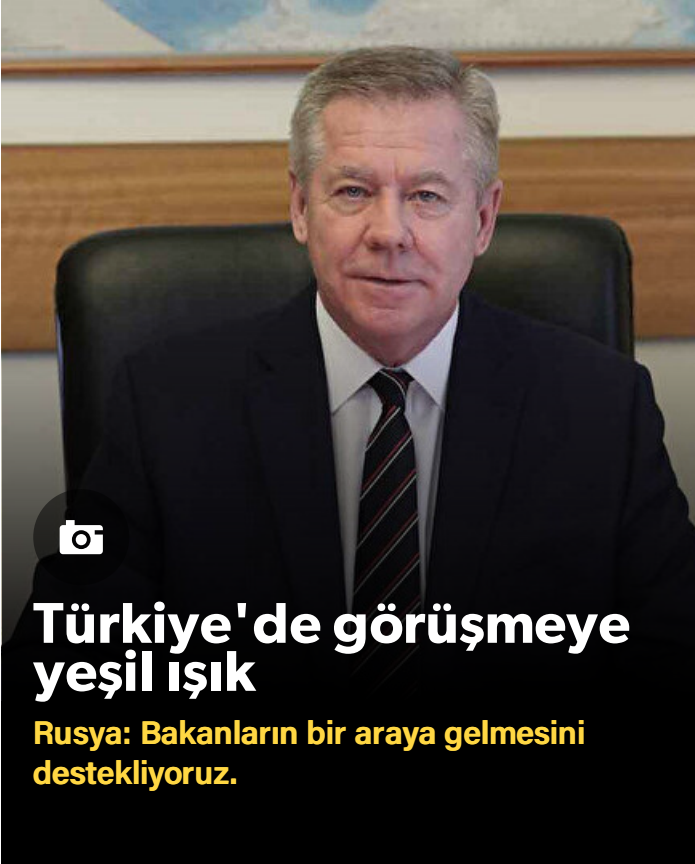 Türkiye'de görüşmeye
yeşil ışık
Rusya: Bakanların bir araya gelmesini
destekliyoruz.